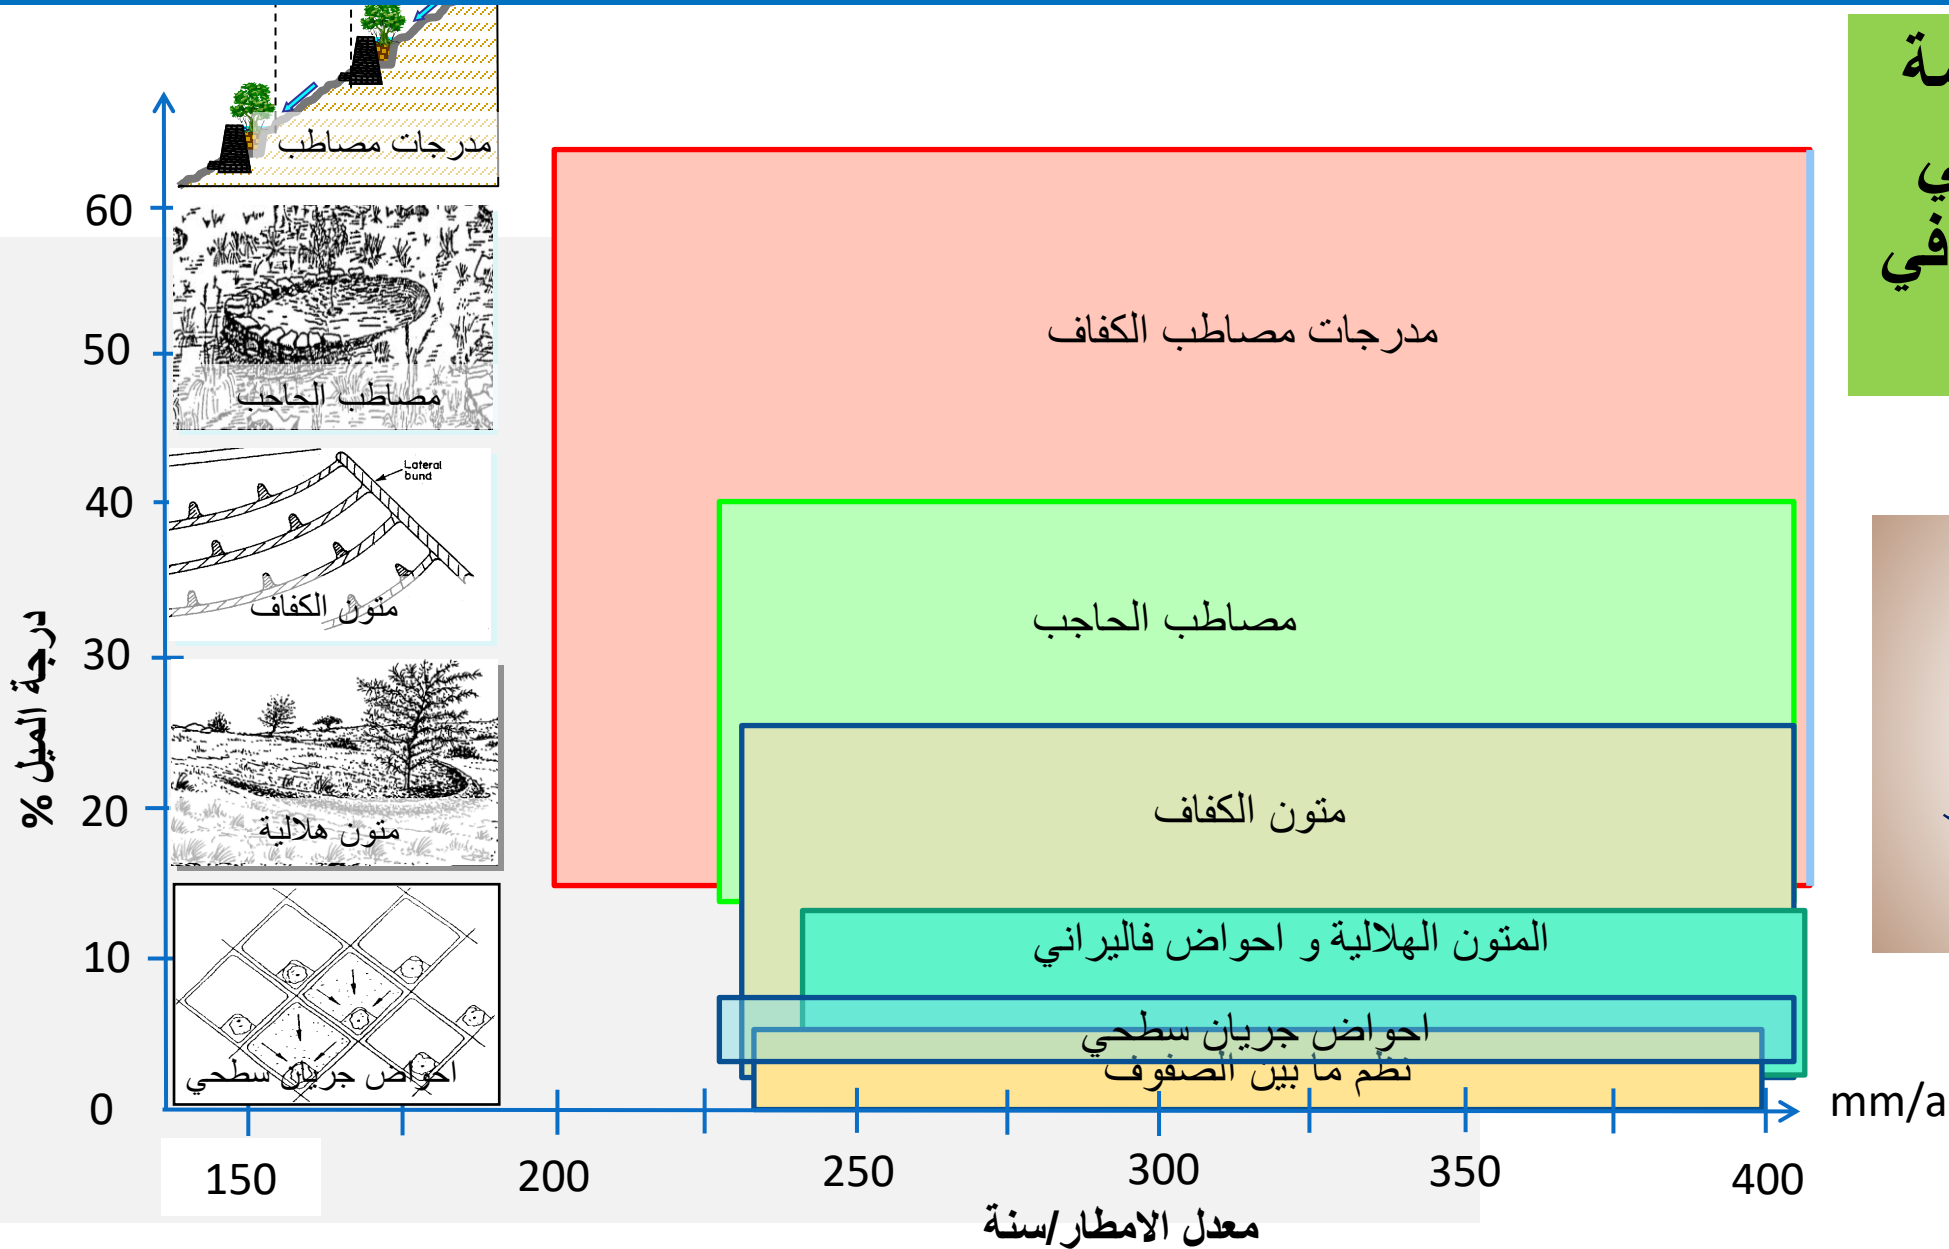 مدرجات مصاطب
60
50
40
30
20
10
0
درجة الميل %
مصاطب الحاجب
Lateral
bund
متون الكفاف
متون هلالية
احواض جريان سطحي
مدرجات مصاطب الكفاف
مصاطب الحاجب
متون الكفاف
المتون الهلالية و احواض فاليراني
احواض جريان سطحي
نظم ما بين الصفوف
mm/a
150
200
250
300
350
400
معدل الامطار/سنة
في